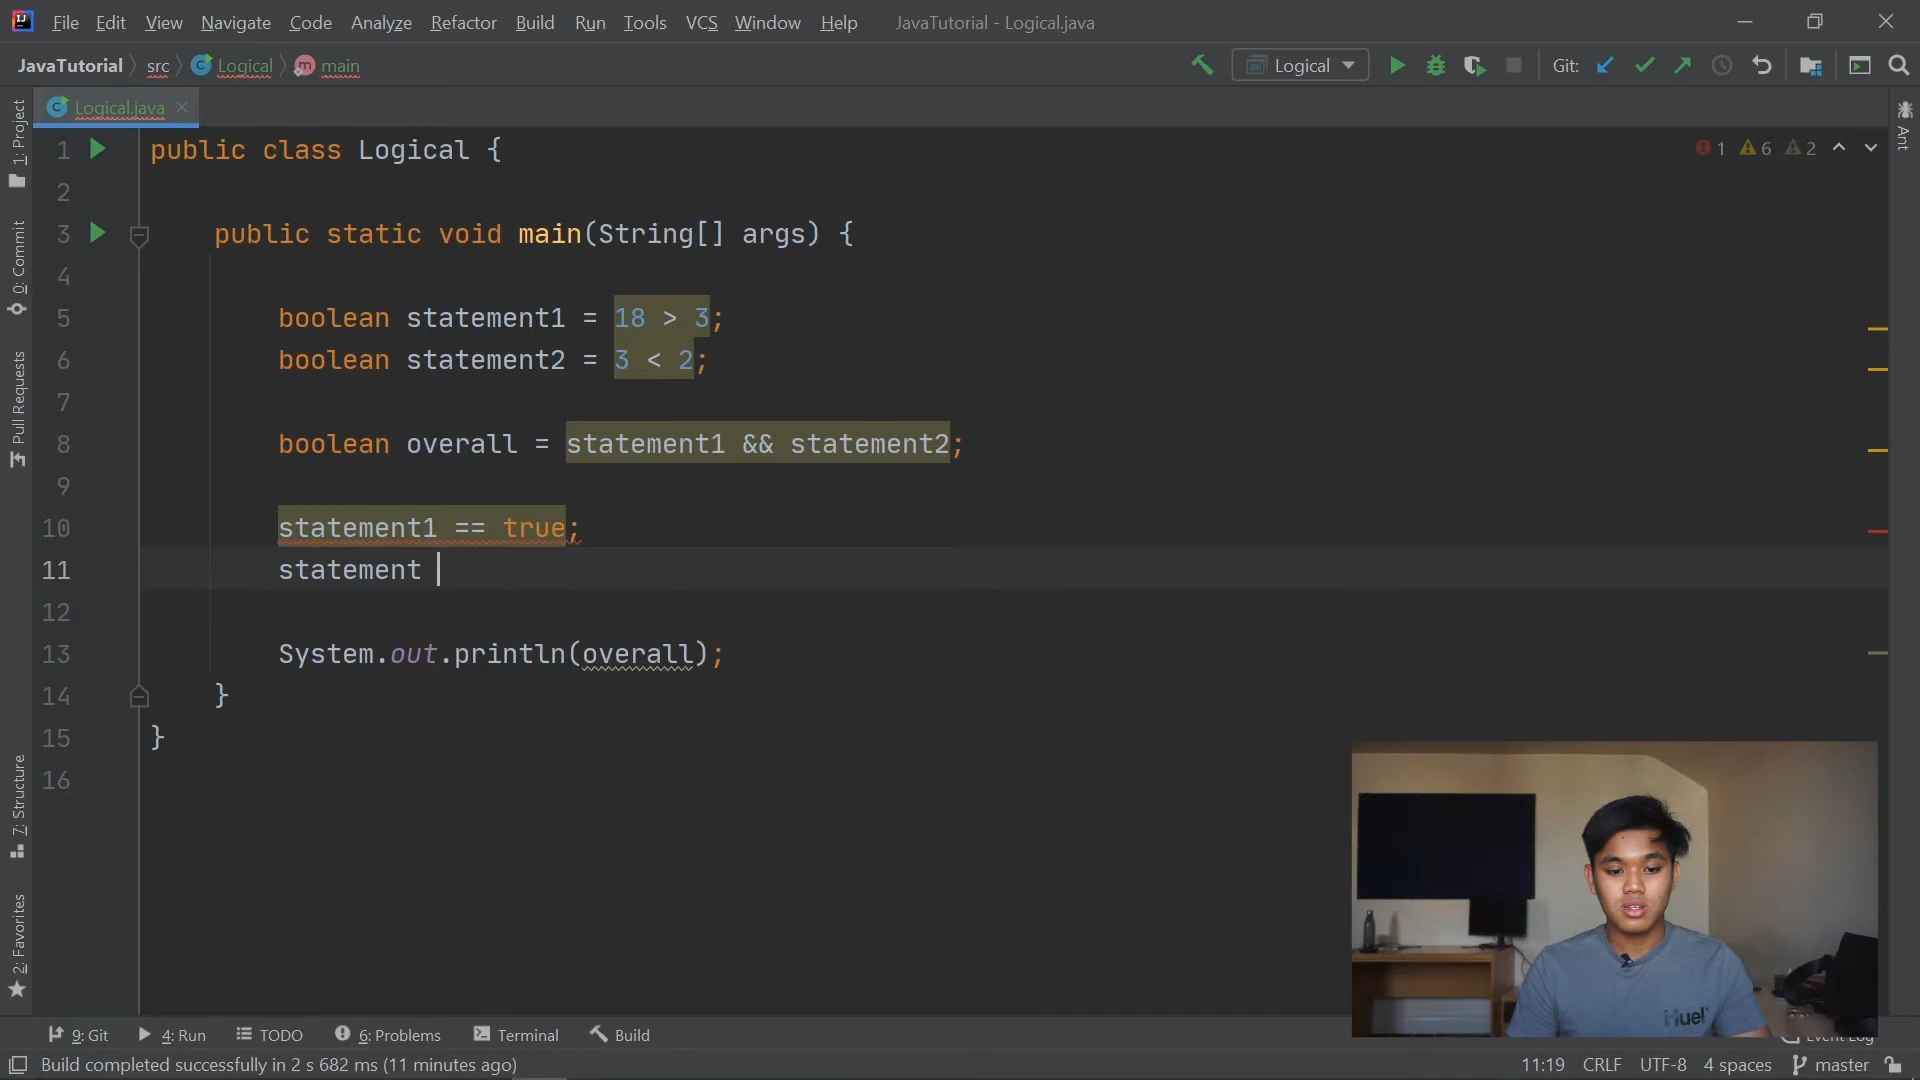 File Edit View Navigate Code Analyze Refactor Build Run Tools VCS Window Help JavaTutorial - Logical.java
JavaTutorial src Logical main Logical Git:
Logical.java
1 public class Logical {
2
3 public static void main(String[] args) {
4
5 boolean statement1 = 18 > 3;
6 boolean statement2 = 3 < 2;
7
8 boolean overall = statement1 && statement2;
9
10 statement1 == true;
11 statement
12
13 System.out.println(overall);
14 }
15 }
16
1 6 2
1: Project
0: Commit
Pull Requests
7: Structure
2: Favorites
Ant
Huel
9: Git 4: Run TODO 6: Problems Terminal Build Event Log
Build completed successfully in 2 s 682 ms (11 minutes ago) 11:19 CRLF UTF-8 4 spaces master